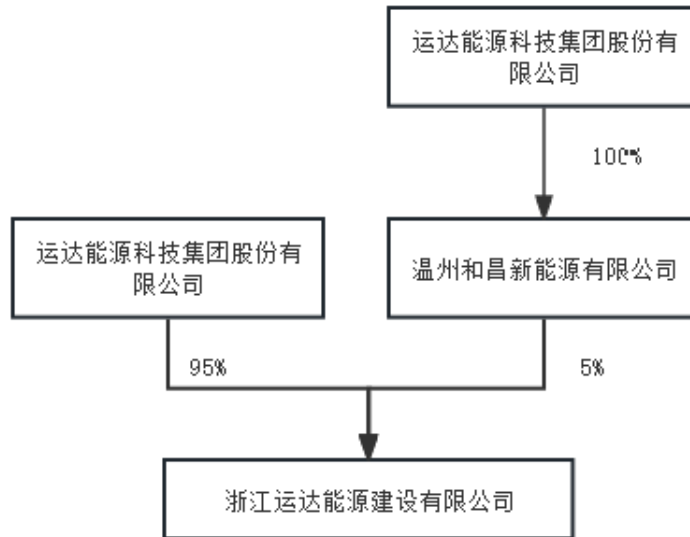 运达能源科技集团股份有
限公司
100%
运达能源科技集团股份有
限公司
温州和昌新能源有限公司
95%
5%
浙江运达能源建设有限公司